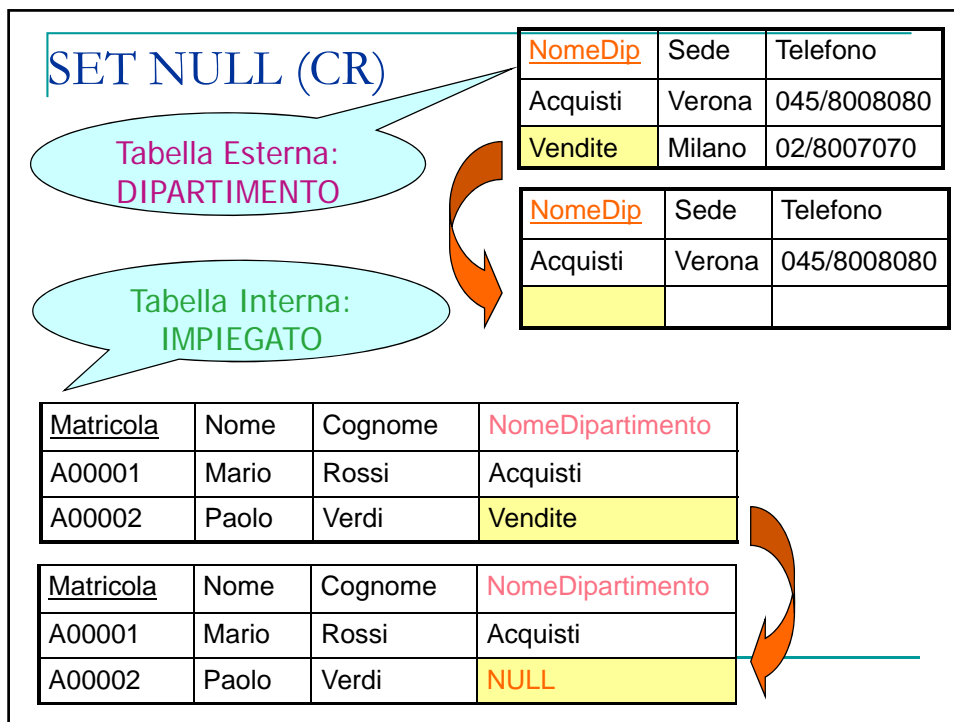 SET NULL (CR)
NomeDip Sede Telefono
Acquisti Verona 045/8008080
Vendite Milano 02/8007070
Tabella Esterna:
DIPARTIMENTO
NomeDip Sede Telefono
Acquisti Verona 045/8008080
Tabella Interna:
IMPIEGATO
Matricola Nome Cognome NomeDipartimento
A00001 Mario Rossi Acquisti
A00002 Paolo Verdi Vendite
Matricola Nome Cognome NomeDipartimento
A00001 Mario Rossi Acquisti
A00002 Paolo Verdi NULL